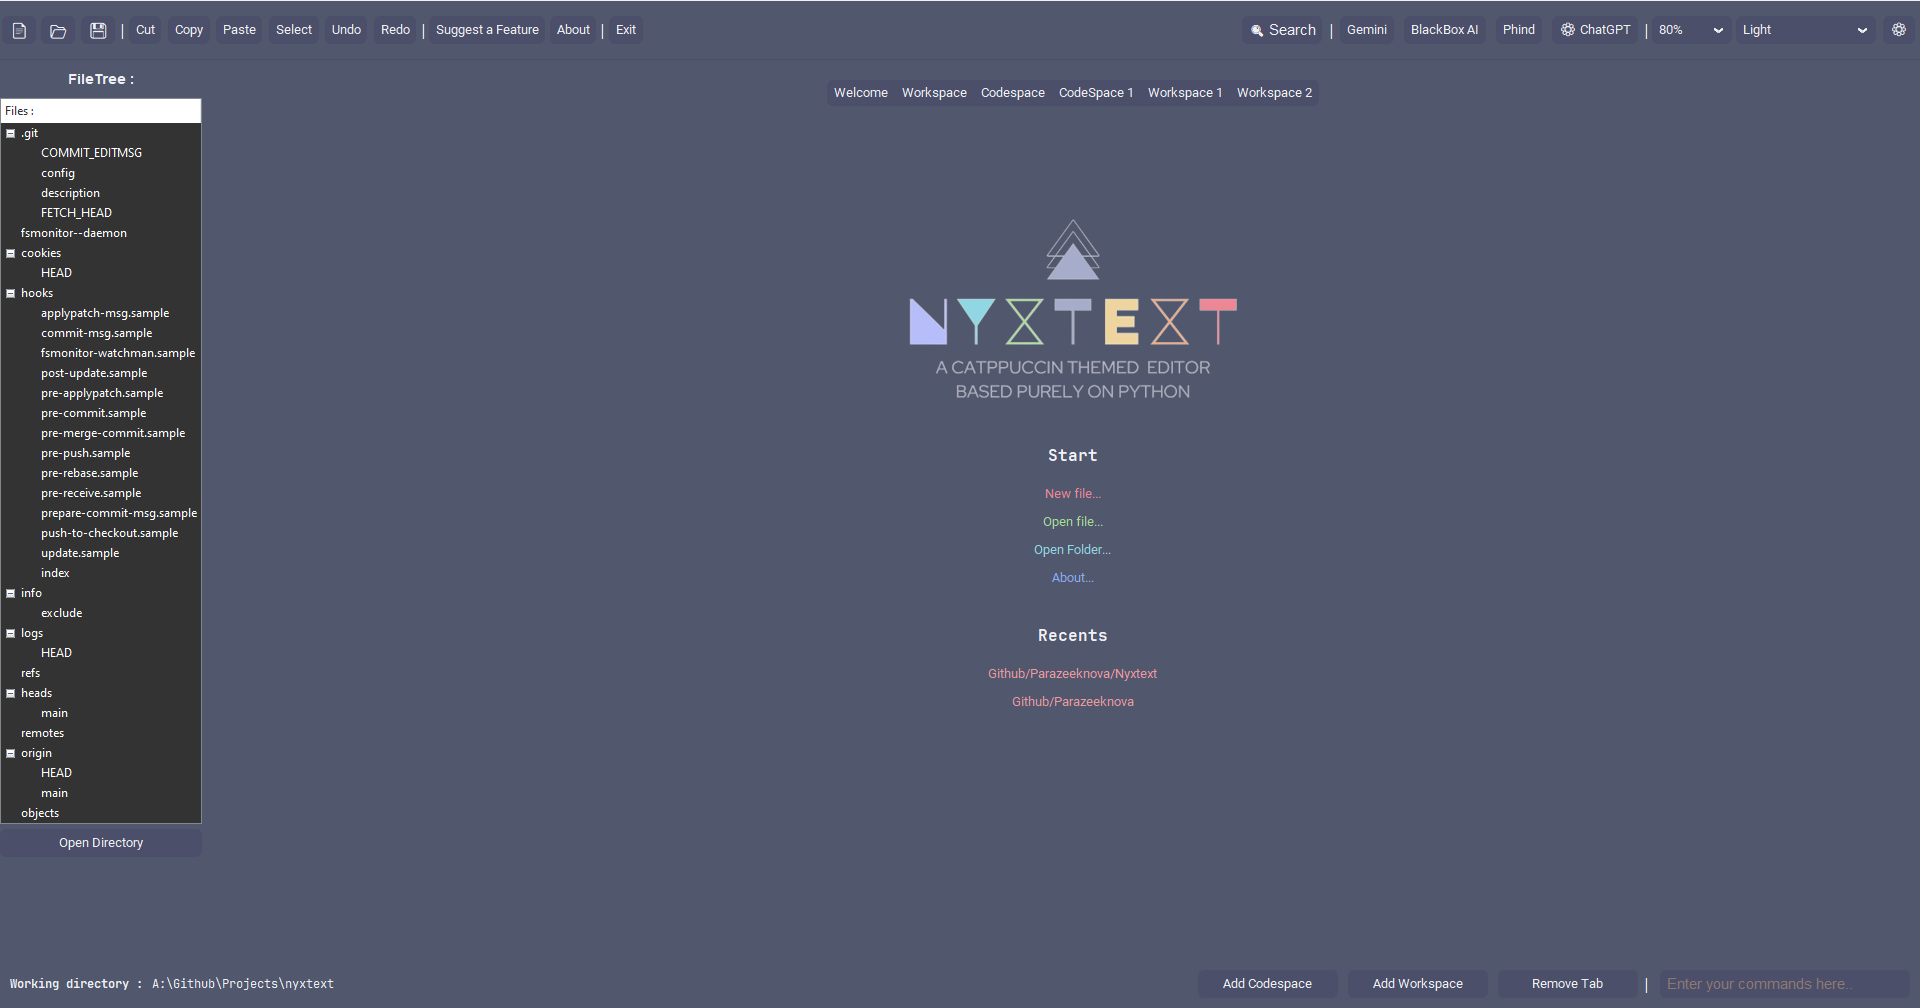 | Cut Copy Paste Select Undo Redo | Suggest a Feature About | Exit Search | Gemini BlackBox AI Phind ChatGPT | 80% Light
FileTree :
Files :
.git
COMMIT_EDITMSG
config
description
FETCH_HEAD
fsmonitor--daemon
cookies
HEAD
hooks
applypatch-msg.sample
commit-msg.sample
fsmonitor-watchman.sample
post-update.sample
pre-applypatch.sample
pre-commit.sample
pre-merge-commit.sample
pre-push.sample
pre-rebase.sample
pre-receive.sample
prepare-commit-msg.sample
push-to-checkout.sample
update.sample
index
info
exclude
logs
HEAD
refs
heads
main
remotes
origin
HEAD
main
objects
Open Directory
Welcome Workspace Codespace CodeSpace 1 Workspace 1 Workspace 2
NYXTEXT
A CATPPUCCIN THEMED EDITOR
BASED PURELY ON PYTHON
Start
New file...
Open file...
Open Folder...
About...
Recents
Github/Parazeeknova/Nyxtext
Github/Parazeeknova
Working directory : A:\Github\Projects\nyxtext Add Codespace Add Workspace Remove Tab | Enter your commands here..